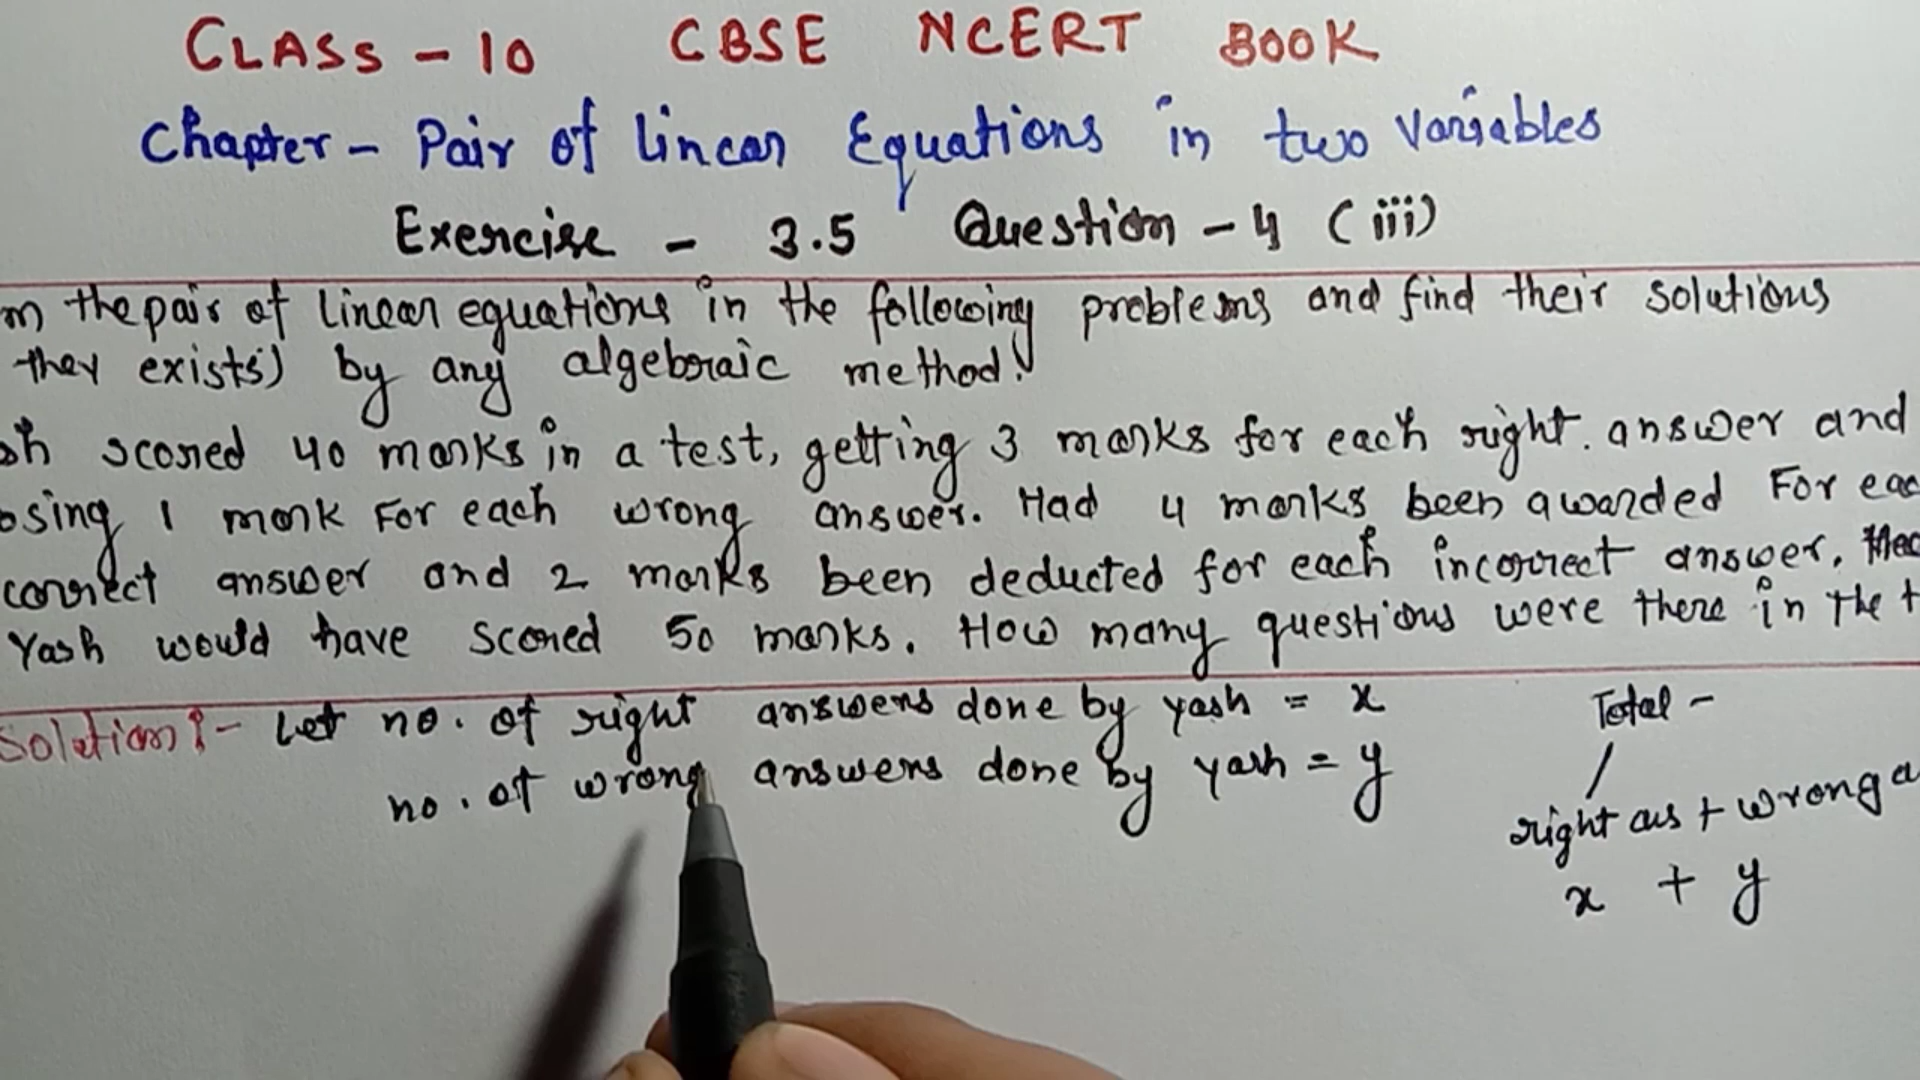 CLASS - 10 CBSE NCERT BOOK
Chapter - Pair of linear Equations in two Variables
Exercise - 3.5 Question - 4 (iii)
m the pair of linear equations in the following problems and find their solutions
they exists) by any algebraic method.
sh scored 40 marks in a test, getting 3 marks for each right. answer and
osing 1 mark For each wrong answer. Had 4 marks been awarded For eac
correct answer and 2 marks been deducted for each incorrect answer.
Yash would have scored 50 marks. How many questions were there in the t
Solution :- Let no. of right answers done by yash = x
no. of wrong answers done by yash = y
Total -
right ans + wrong a
x + y